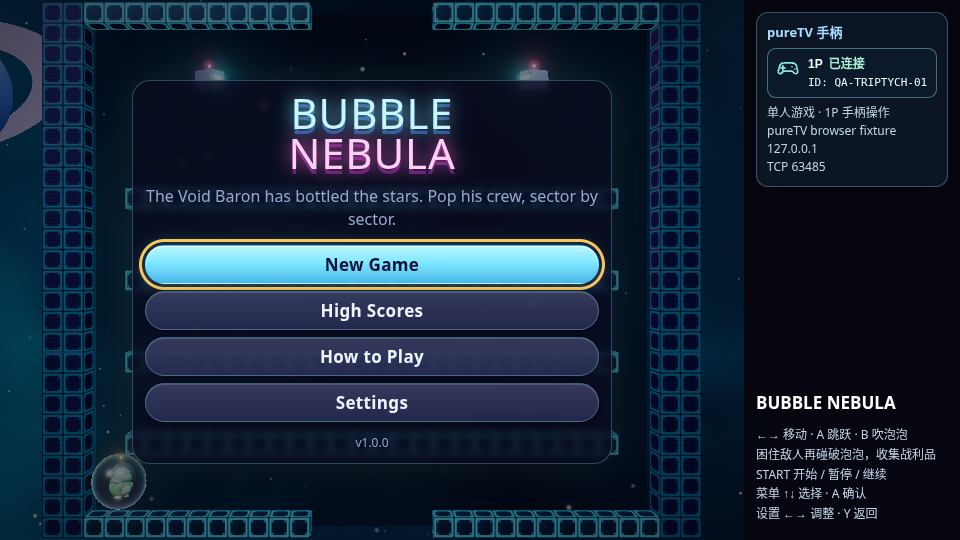 BUBBLE
NEBULA
The Void Baron has bottled the stars. Pop his crew, sector by
sector.
New Game
High Scores
How to Play
Settings
v1.0.0
pureTV 手柄
1P 已连接
ID: QA-TRIPTYCH-01
单人游戏 · 1P 手柄操作
pureTV browser fixture
127.0.0.1
TCP 63485
BUBBLE NEBULA
←→ 移动 · A 跳跃 · B 吹泡泡
困住敌人再碰破泡泡，收集战利品
START 开始 / 暂停 / 继续
菜单 ↑↓ 选择 · A 确认
设置 ←→ 调整 · Y 返回